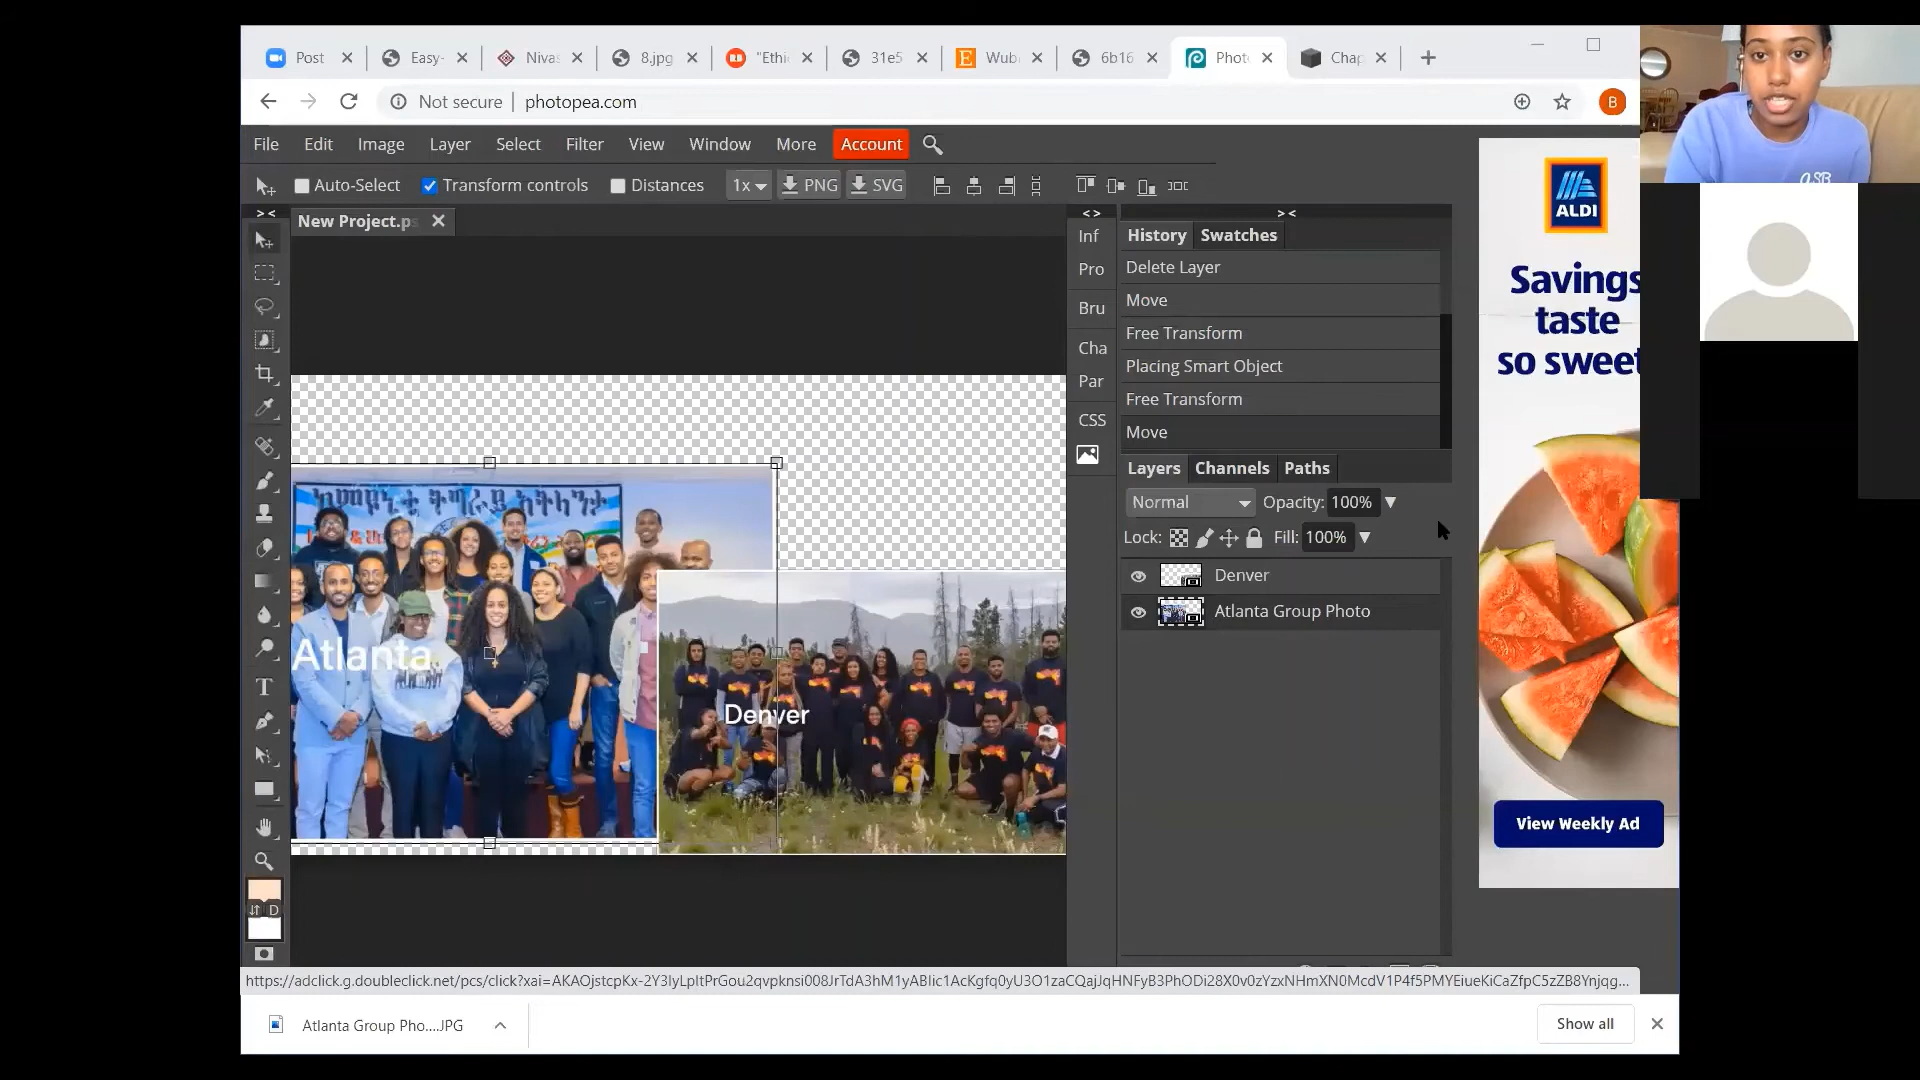 Post
Easy-
Nivas
8.jpg
"Ethi
31e5
Wub
6b16
Phot
Chap
Not secure
photopea.com
B
File
Edit
Image
Layer
Select
Filter
View
Window
More
Account
Auto-Select
Transform controls
Distances
1x
PNG
SVG
> <
New Project.ps
< >
> <
Inf
Pro
Bru
Cha
Par
CSS
History
Swatches
Delete Layer
Move
Free Transform
Placing Smart Object
Free Transform
Move
Layers
Channels
Paths
Normal
Opacity:
100%
Lock:
Fill:
100%
Denver
Atlanta Group Photo
Atlanta
Denver
T
D
ALDI
Savings
taste
so sweet
View Weekly Ad
Atlanta Group Pho....JPG
Show all